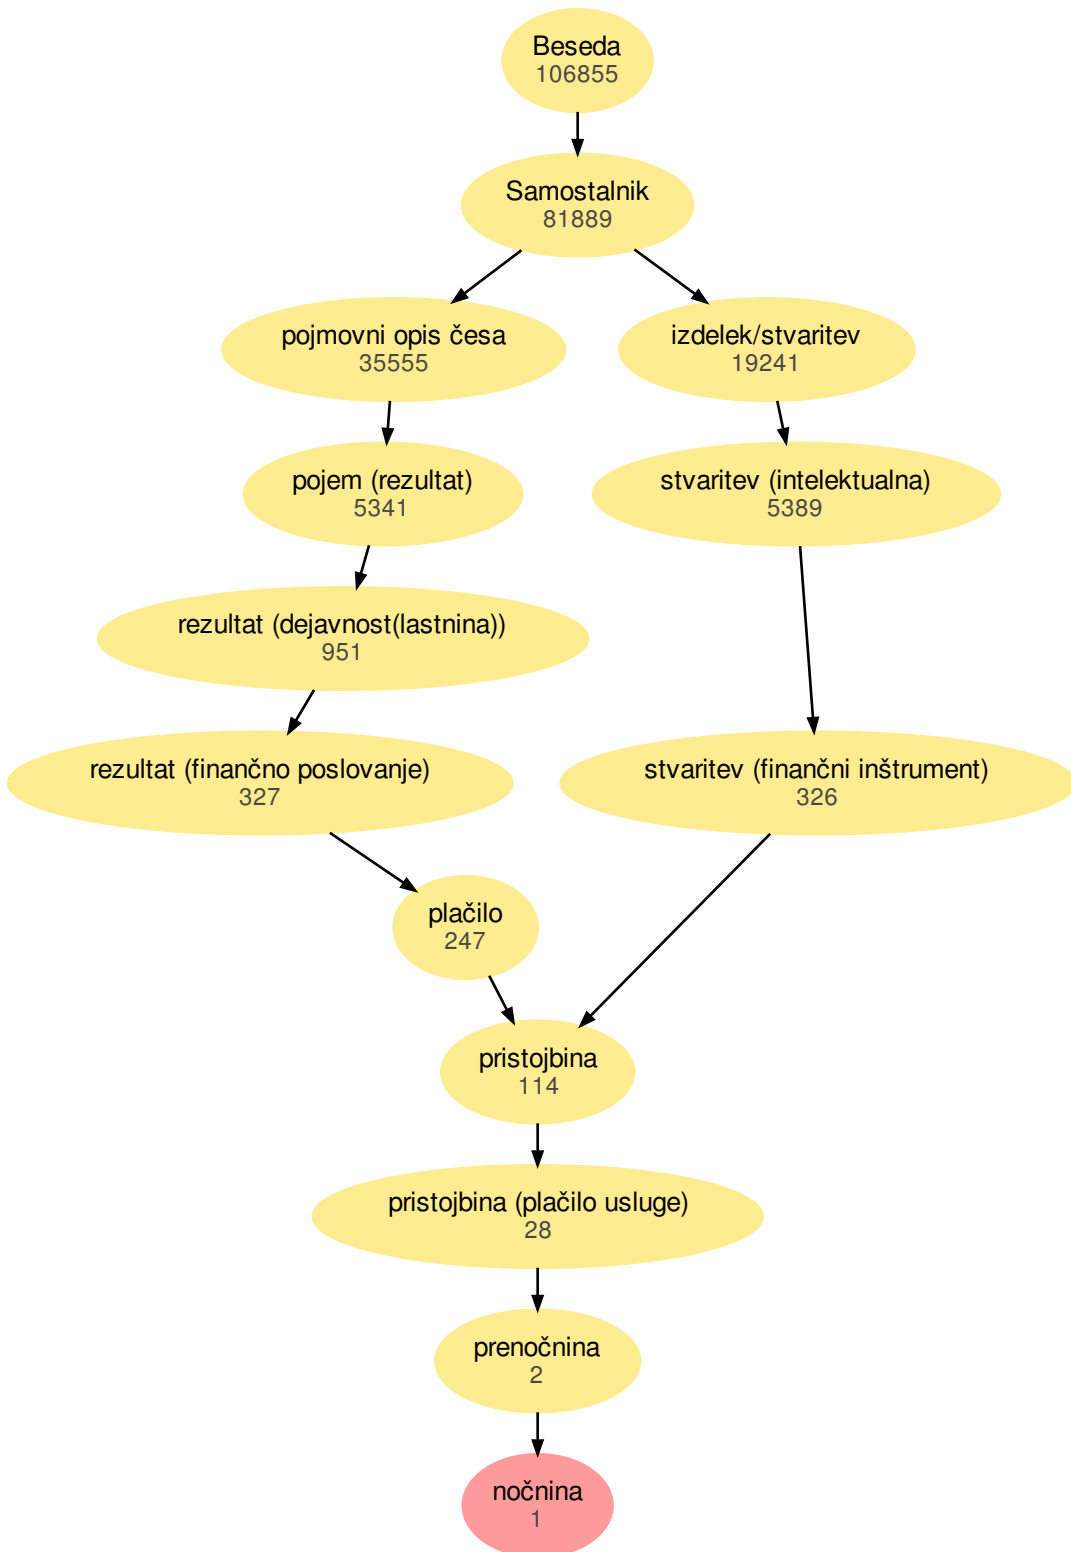 Beseda
106855
Samostalnik
81889
pojmovni opis česa
35555
izdelek/stvaritev
19241
pojem (rezultat)
5341
stvaritev (intelektualna)
5389
rezultat (dejavnost(lastnina))
951
rezultat (finančno poslovanje)
327
stvaritev (finančni inštrument)
326
plačilo
247
pristojbina
114
pristojbina (plačilo usluge)
28
prenočnina
2
nočnina
1